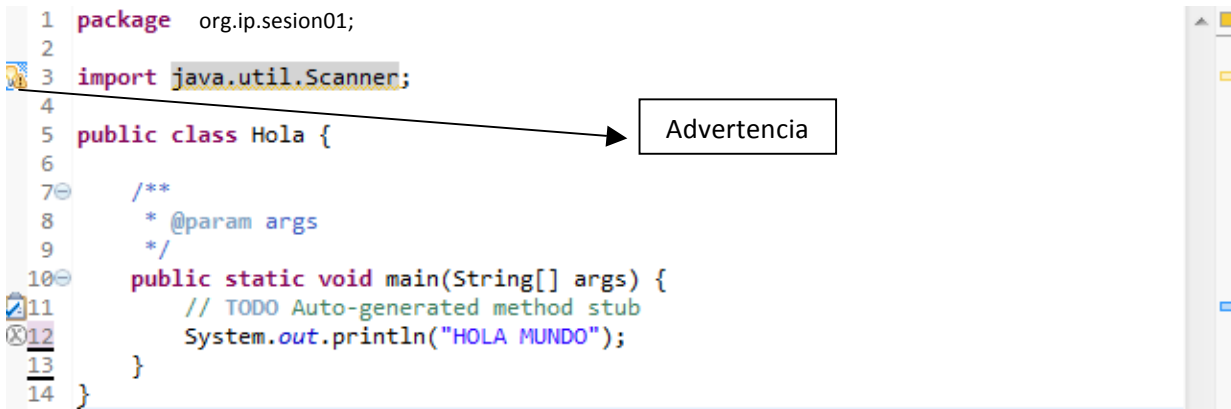 1 package org.ip.sesion01;
2
3 import java.util.Scanner;
4
Advertencia
5 public class Hola {
6
7 /**
8 * @param args
9 */
10 public static void main(String[] args) {
11 // TODO Auto-generated method stub
12 System.out.println("HOLA MUNDO");
13 }
14 }